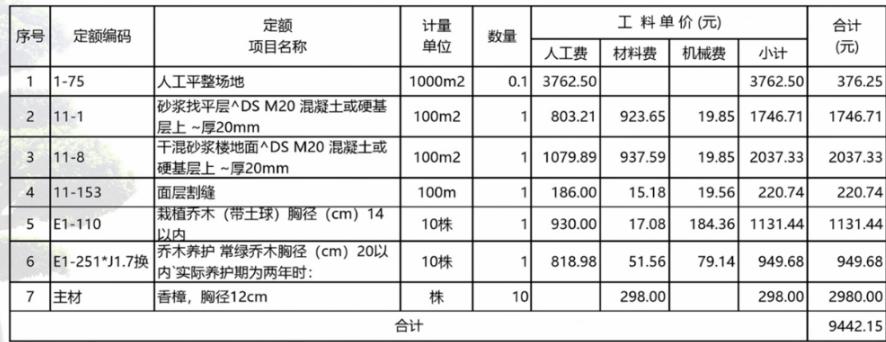 序号 定额编码 定额项目名称 计量单位 数量 工 料 单 价 (元) 合计(元)
人工费 材料费 机械费 小计
1 1-75 人工平整场地 1000m2 0.1 3762.50 3762.50 376.25
2 11-1 砂浆找平层^DS M20 混凝土或硬基层上 ~厚20mm 100m2 1 803.21 923.65 19.85 1746.71 1746.71
3 11-8 干混砂浆楼地面^DS M20 混凝土或硬基层上 ~厚20mm 100m2 1 1079.89 937.59 19.85 2037.33 2037.33
4 11-153 面层割缝 100m 1 186.00 15.18 19.56 220.74 220.74
5 E1-110 栽植乔木（带土球）胸径（cm）14以内 10株 1 930.00 17.08 184.36 1131.44 1131.44
6 E1-251*J1.7换 乔木养护 常绿乔木胸径（cm）20以内`实际养护期为两年时: 10株 1 818.98 51.56 79.14 949.68 949.68
7 主材 香樟，胸径12cm 株 10 298.00 298.00 2980.00
合计 9442.15